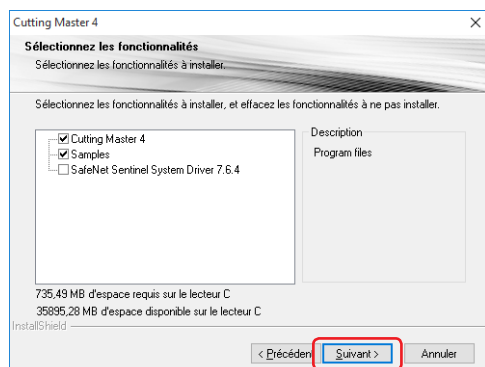 Cutting Master 4
Sélectionnez les fonctionnalités
Sélectionnez les fonctionnalités à installer.
Sélectionnez les fonctionnalités à installer, et effacez les fonctionnalités à ne pas installer.
Cutting Master 4
Samples
SafeNet Sentinel System Driver 7.6.4
Description
Program files
735,49 MB d'espace requis sur le lecteur C
35895,28 MB d'espace disponible sur le lecteur C
InstallShield
< Précéden
Suivant >
Annuler